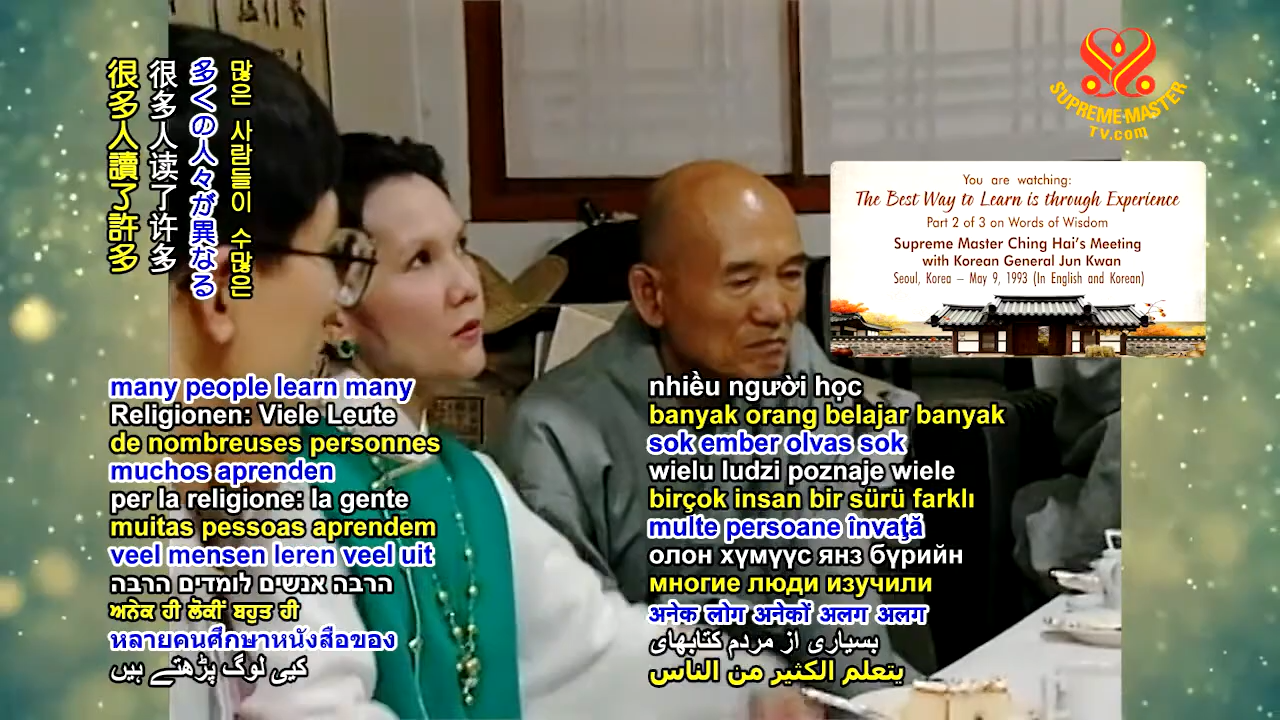 很多人讀了許多
很多人读了许多
多くの人々が異なる
많은 사람들이 수많은
SUPREME MASTER
TV.com
You are watching:
The Best Way to Learn is through Experience
Part 2 of 3 on Words of Wisdom
Supreme Master Ching Hai's Meeting
with Korean General Jun Kwan
Seoul, Korea – May 9, 1993 (In English and Korean)
many people learn many
Religionen: Viele Leute
de nombreuses personnes
muchos aprenden
per la religione: la gente
muitas pessoas aprendem
veel mensen leren veel uit
הרבה אנשים לומדים הרבה
ਅਨੇਕ ਹੀ ਲੋਕੀਂ ਬਹੁਤ ਹੀ
หลายคนศึกษาหนังสือของ
کیی لوگ پڑھتے ہیں
nhiều người học
banyak orang belajar banyak
sok ember olvas sok
wielu ludzi poznaje wiele
birçok insan bir sürü farklı
multe persoane învaţă
олон хүмүүс янз бүрийн
многие люди изучили
अनेक लोग अनेकों अलग अलग
بسیاری از مردم کتابهای
يتعلم الكثير من الناس